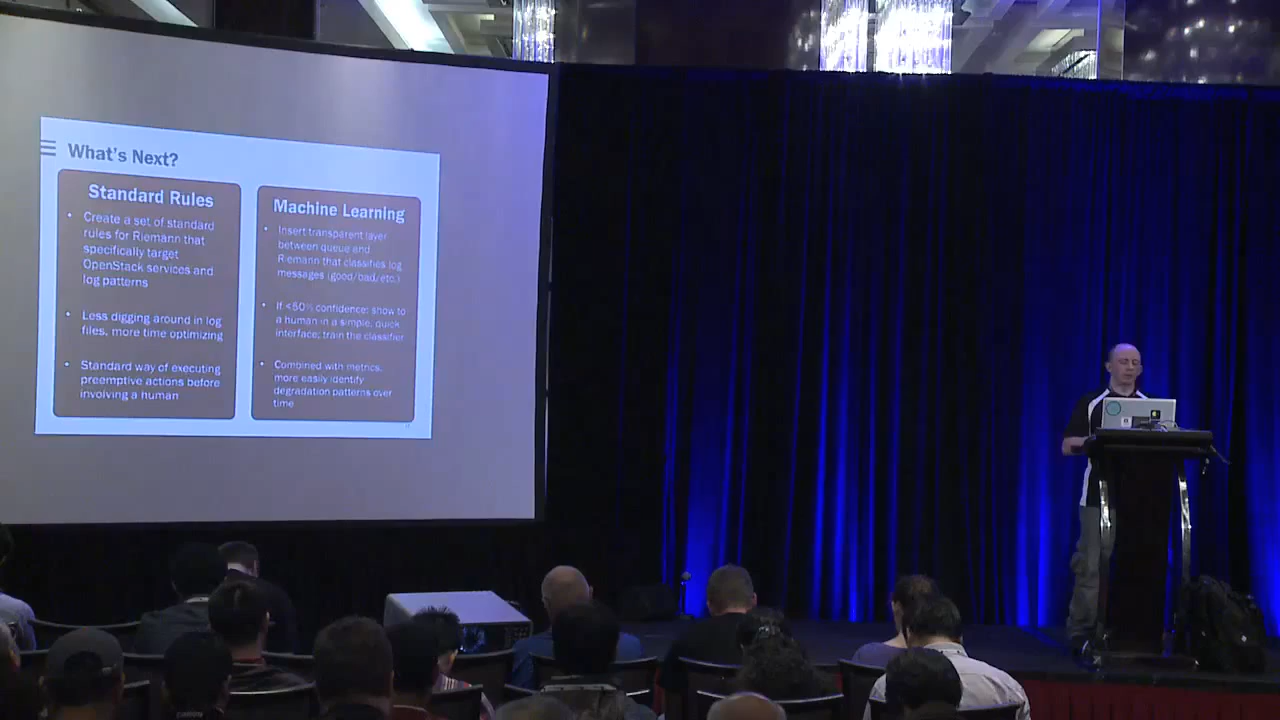 What's Next?
Standard Rules
• Create a set of standard
rules for Riemann that
specifically target
OpenStack services and
log patterns
• Less digging around in log
files, more time optimizing
• Standard way of executing
preemptive actions before
involving a human
Machine Learning
• Insert transparent layer
between queue and
Riemann that classifies log
messages (good/bad/etc.)
• If <50% confidence: show to
a human in a simple, quick
interface; train the classifier
• Combined with metrics,
more easily identify
degradation patterns over
time